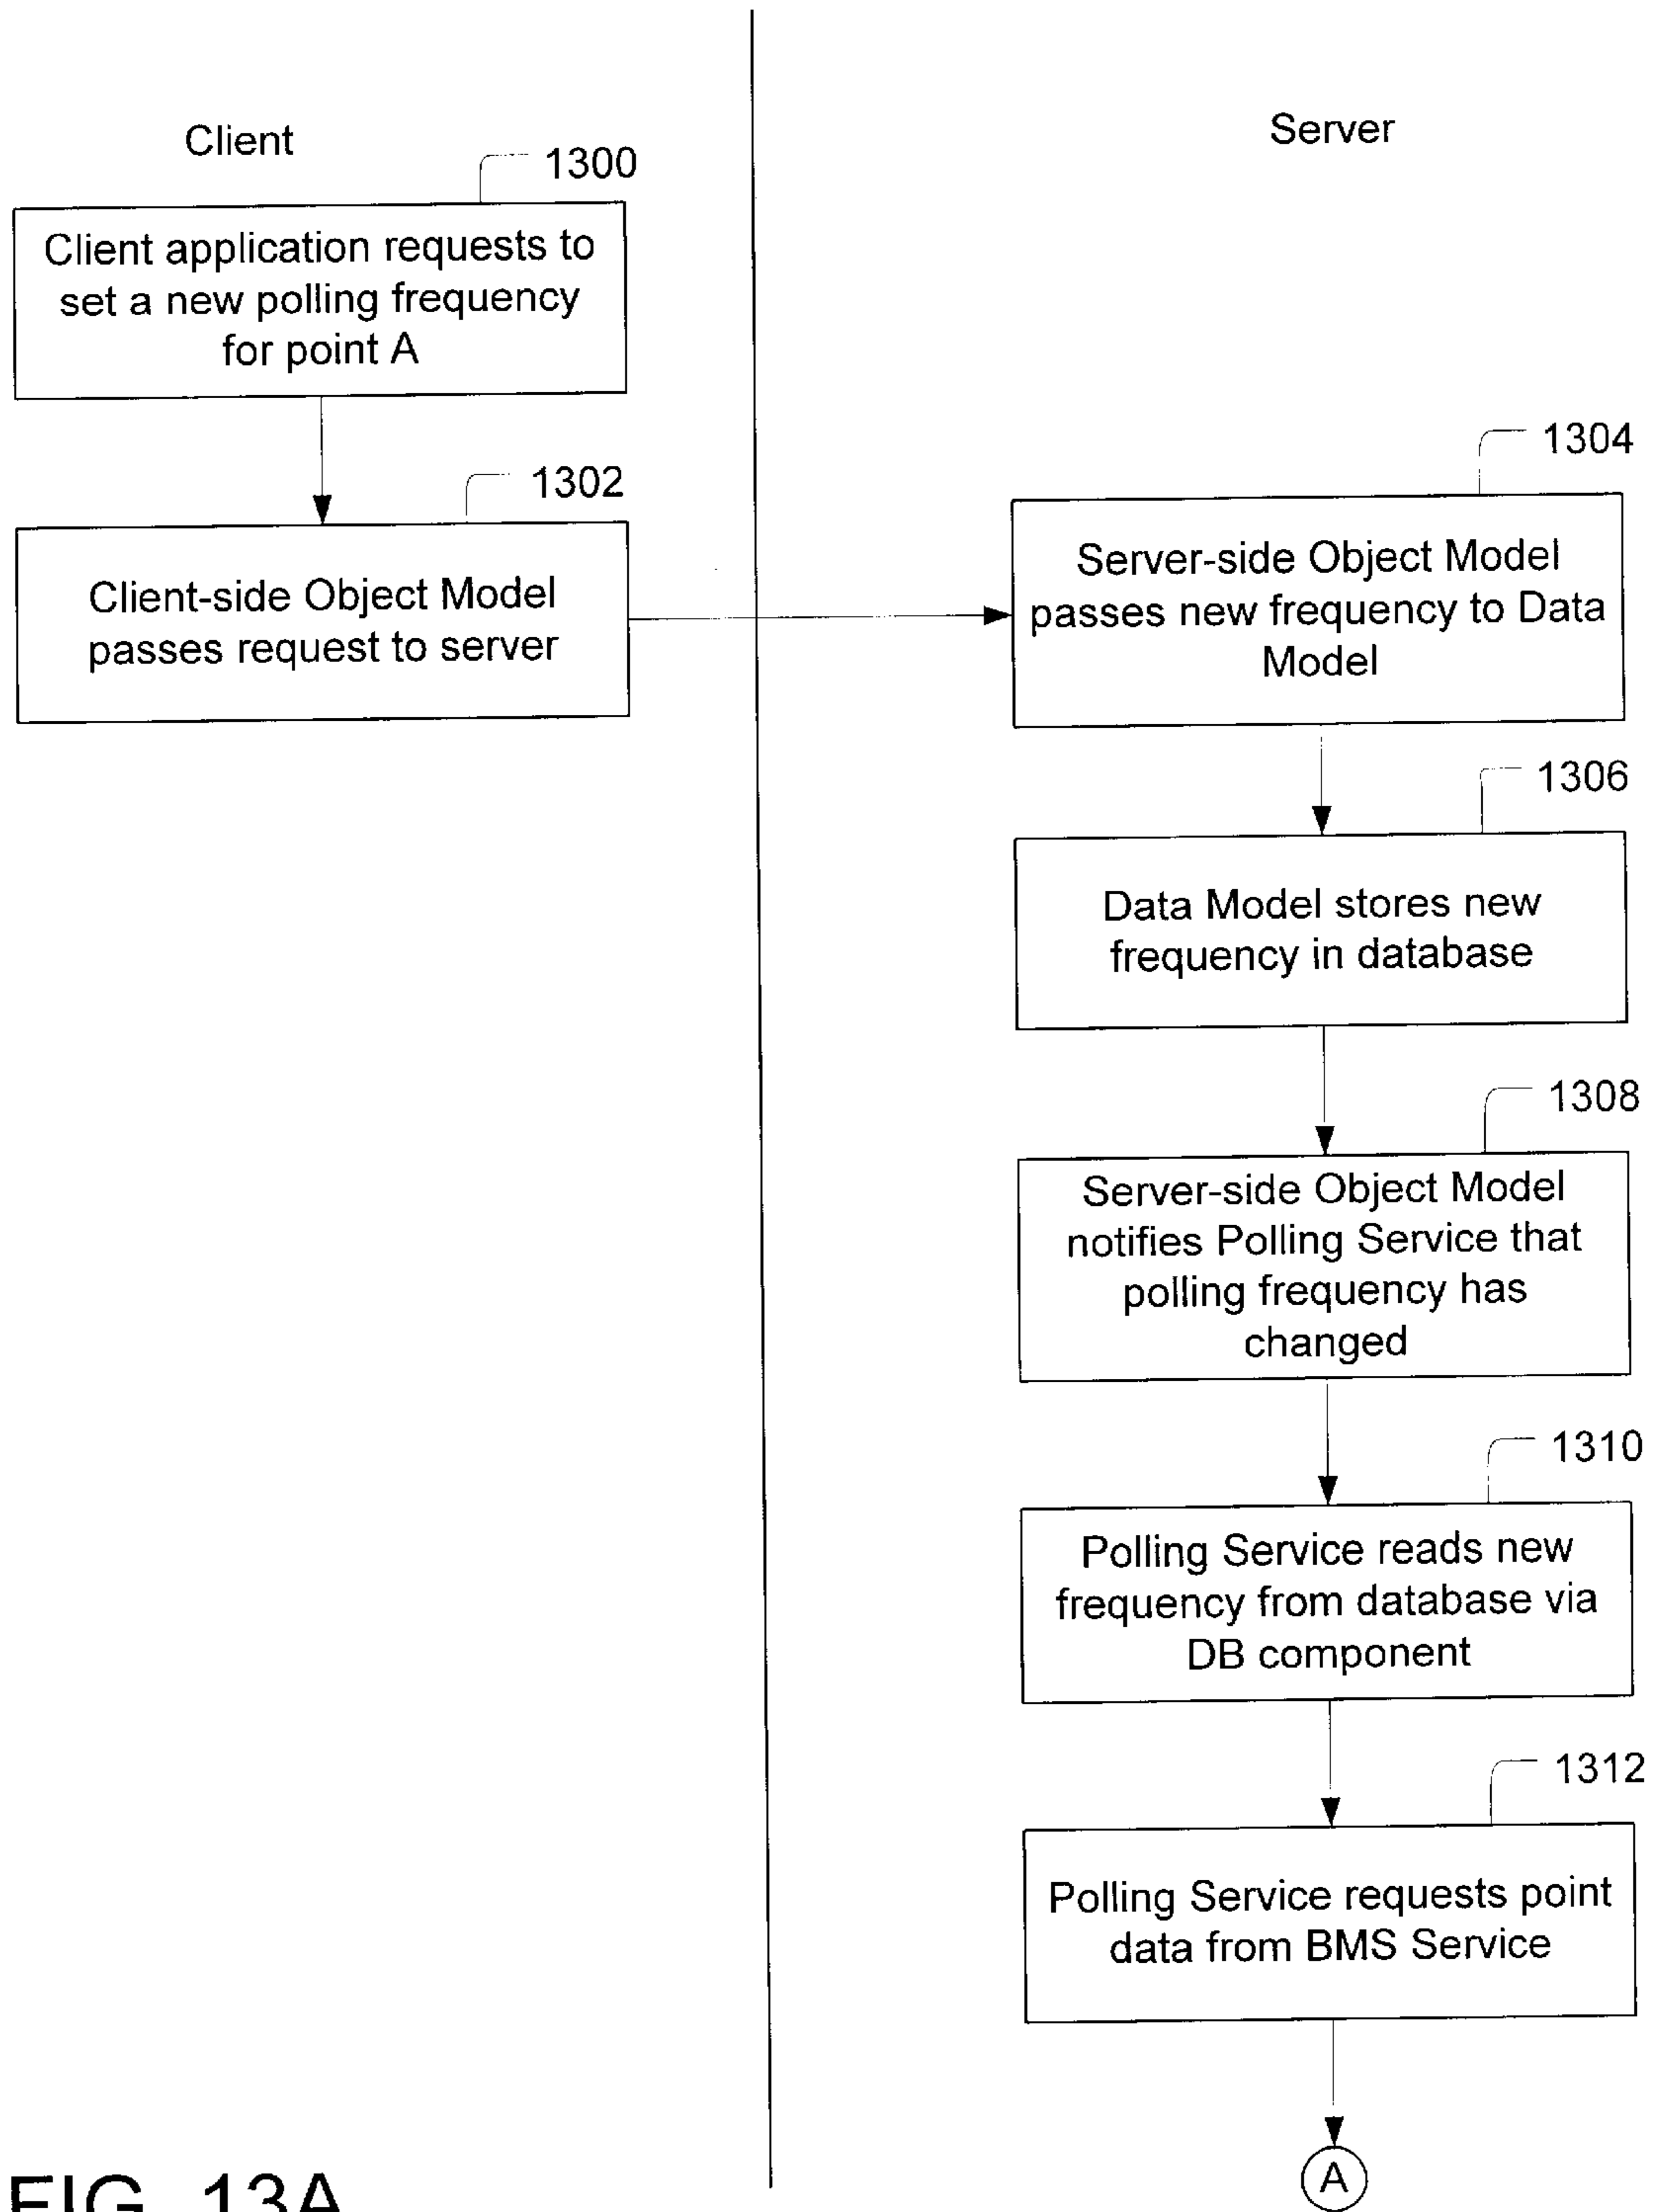 Client
Server
1300
Client application requests to
set a new polling frequency
for point A
1302
Client-side Object Model
passes request to server
1304
Server-side Object Model
passes new frequency to Data
Model
1306
Data Model stores new
frequency in database
1308
Server-side Object Model
notifies Polling Service that
polling frequency has
changed
1310
Polling Service reads new
frequency from database via
DB component
1312
Polling Service requests point
data from BMS Service
A
FIG. 13A